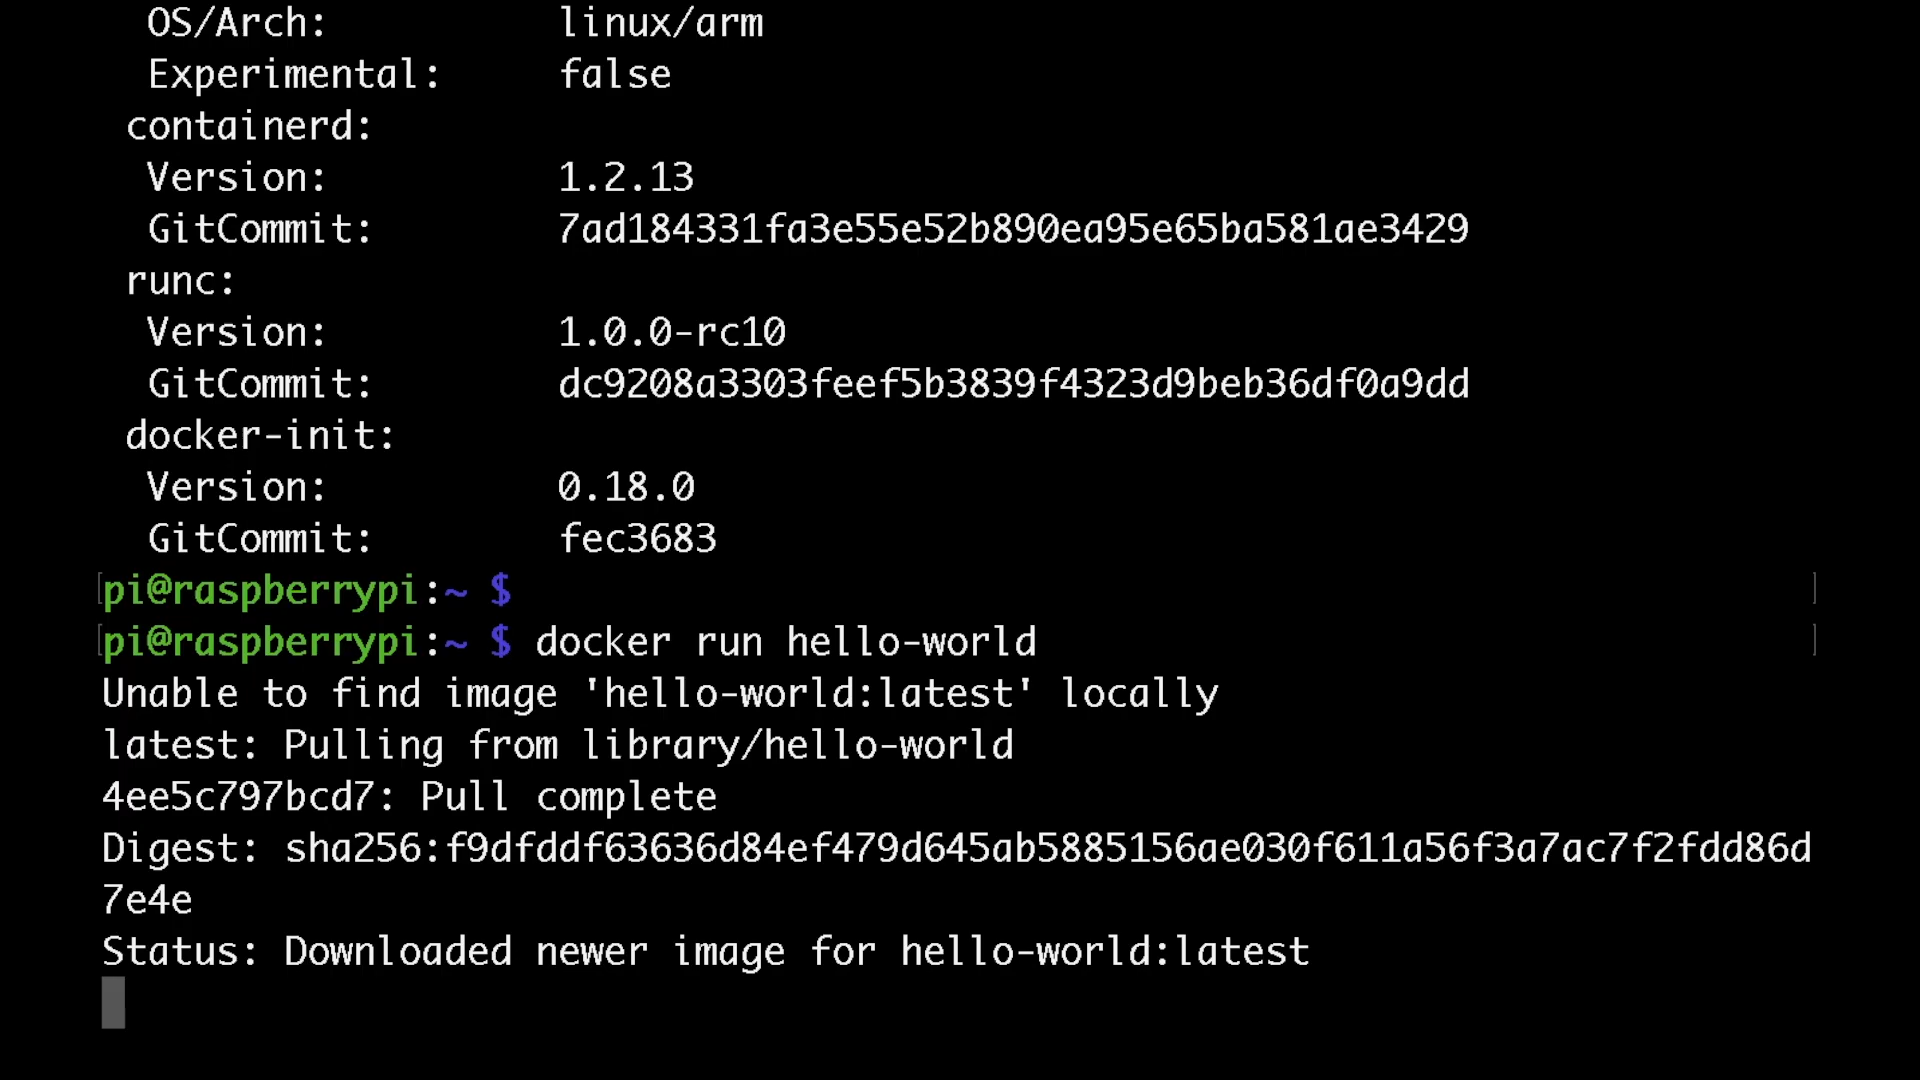 OS/Arch: linux/arm
Experimental: false
containerd:
Version: 1.2.13
GitCommit: 7ad184331fa3e55e52b890ea95e65ba581ae3429
runc:
Version: 1.0.0-rc10
GitCommit: dc9208a3303feef5b3839f4323d9beb36df0a9dd
docker-init:
Version: 0.18.0
GitCommit: fec3683
pi@raspberrypi:~ $
pi@raspberrypi:~ $ docker run hello-world
Unable to find image 'hello-world:latest' locally
latest: Pulling from library/hello-world
4ee5c797bcd7: Pull complete
Digest: sha256:f9dfddf63636d84ef479d645ab5885156ae030f611a56f3a7ac7f2fdd86d
7e4e
Status: Downloaded newer image for hello-world:latest